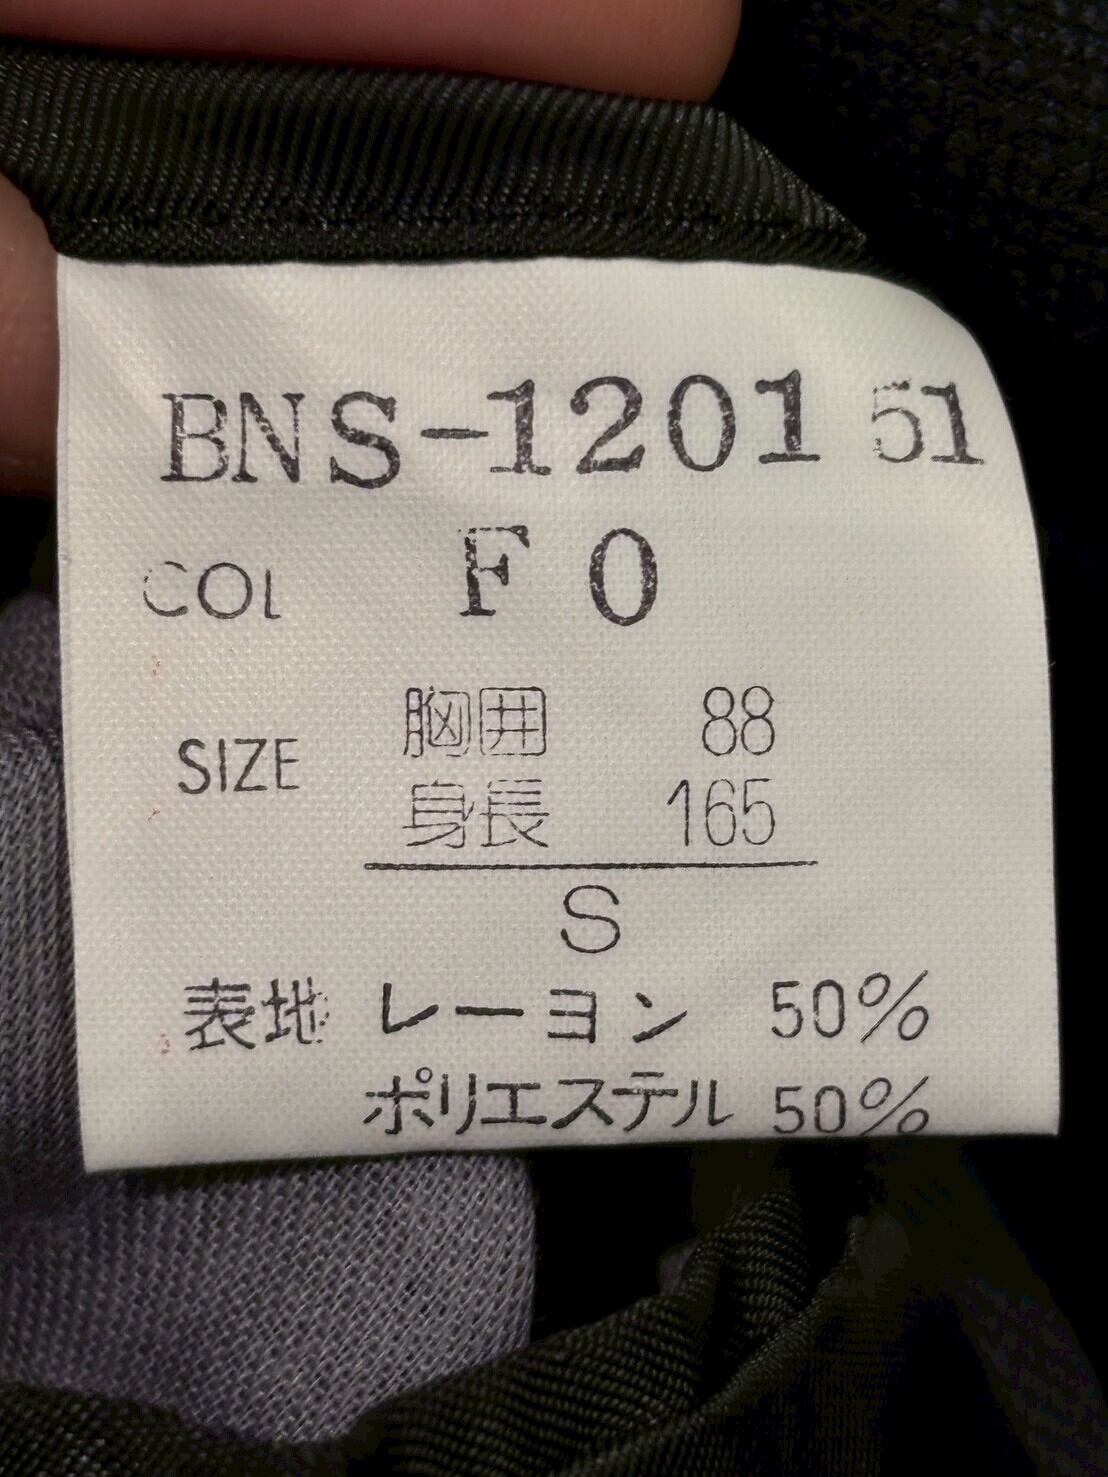 BNS-1201 51
COL F 0
SIZE 胸囲 88
身長 165
S
表地 レーヨン 50%
ポリエステル 50%